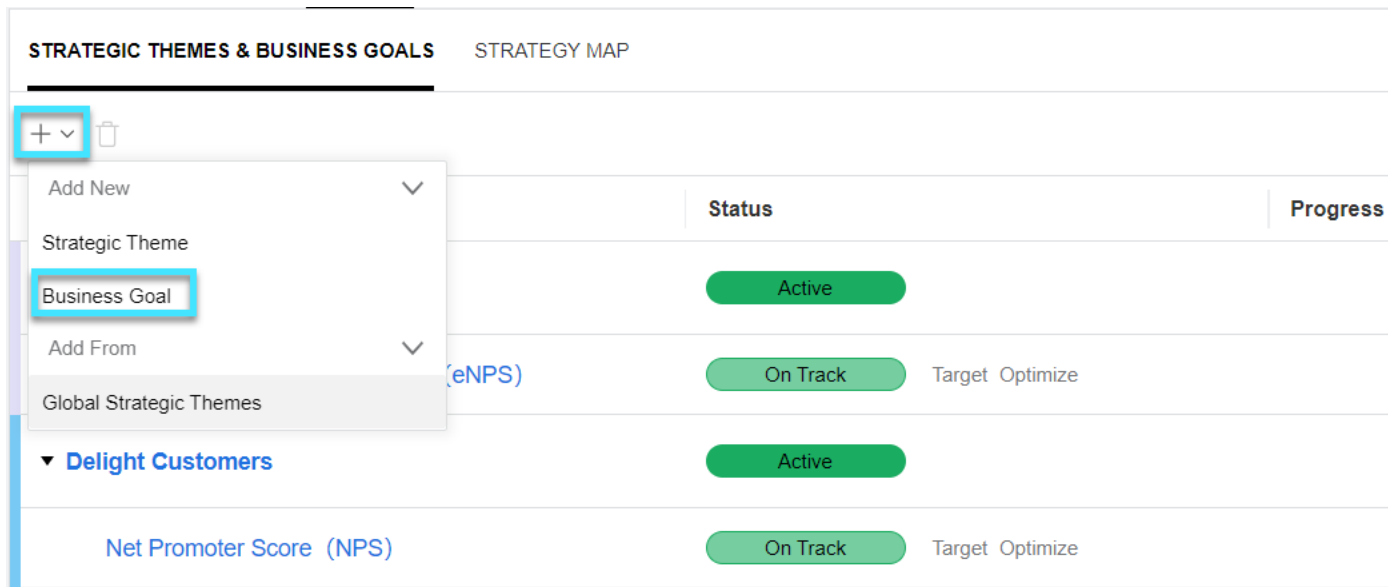 STRATEGIC THEMES & BUSINESS GOALS STRATEGY MAP
Add New
Status Progress
Strategic Theme
Business Goal
Active
Add From
(eNPS) On Track Target Optimize
Global Strategic Themes
Delight Customers Active
Net Promoter Score (NPS) On Track Target Optimize